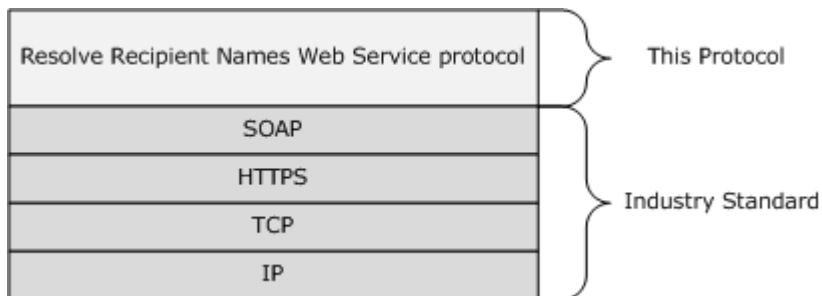 Resolve Recipient Names Web Service protocol
This Protocol
SOAP
HTTPS
TCP
IP
Industry Standard